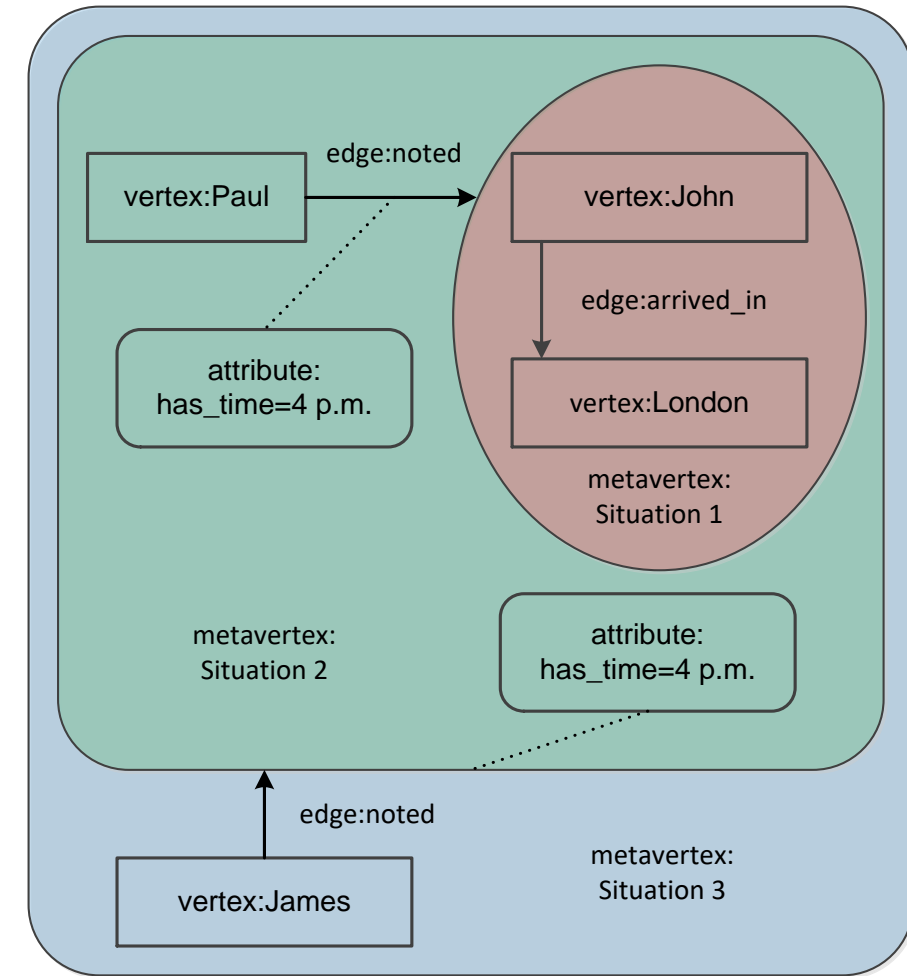 edge:noted
vertex:Paul
vertex:John
edge:arrived_in
attribute:
has_time=4 p.m.
vertex:London
metavertex:
Situation 1
metavertex:
Situation 2
attribute:
has_time=4 p.m.
edge:noted
vertex:James
metavertex:
Situation 3